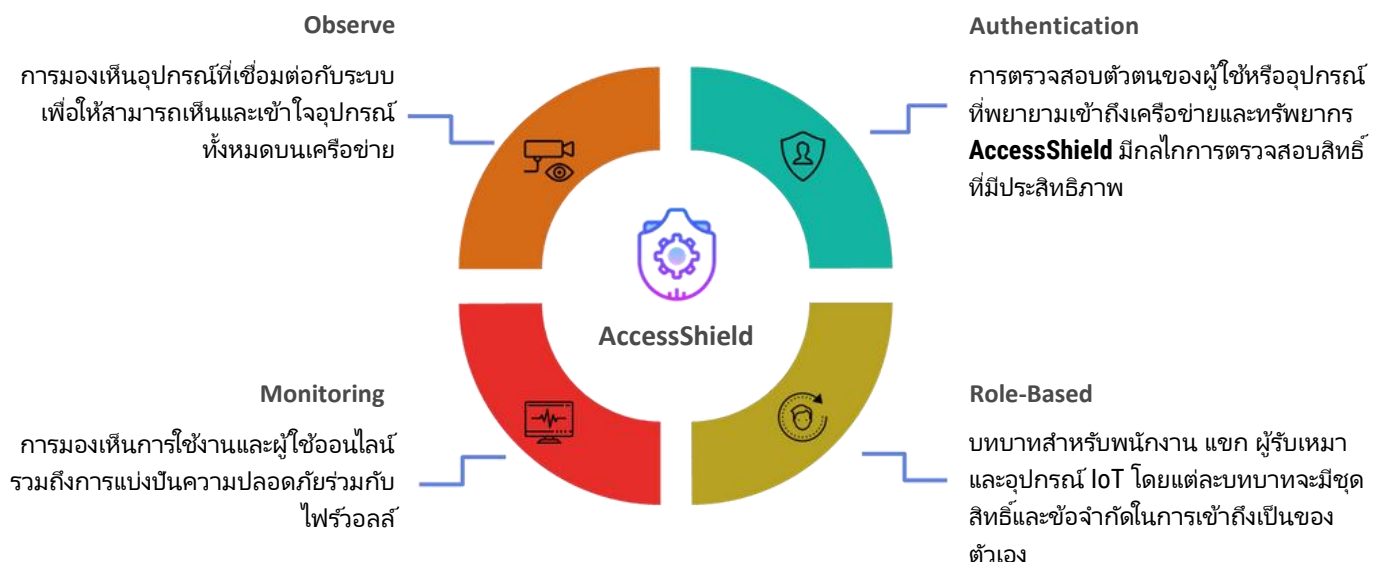 Observe
การมองเห็นอุปกรณ์ที่เชื่อมต่อกับระบบ
เพื่อให้สามารถเห็นและเข้าใจอุปกรณ์
ทั้งหมดบนเครือข่าย
Authentication
การตรวจสอบตัวตนของผู้ใช้หรืออุปกรณ์
ที่พยายามเข้าถึงเครือข่ายและทรัพยากร
AccessShield มีกลไกการตรวจสอบสิทธิ์
ที่มีประสิทธิภาพ
AccessShield
Monitoring
การมองเห็นการใช้งานและผู้ใช้ออนไลน์
รวมถึงการแบ่งปันความปลอดภัยร่วมกับ
ไฟร์วอลล์
Role-Based
บทบาทสำหรับพนักงาน แขก ผู้รับเหมา
และอุปกรณ์ IoT โดยแต่ละบทบาทจะมีชุด
สิทธิ์และข้อจำกัดในการเข้าถึงเป็นของ
ตัวเอง